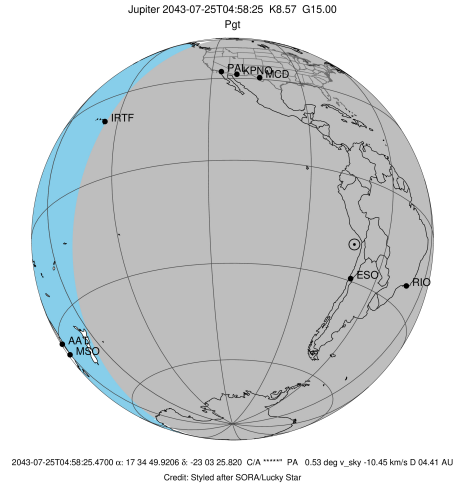 Jupiter 2043-07-25T04:58:25  K8.57  G15.00
Pgt
PAL
KPNO
MCD
IRTF
ESO
RIO
AAT
MSO
2043-07-25T04:58:25.4700 α: 17 34 49.9206 δ: -23 03 25.820  C/A *****"  PA   0.53 deg v_sky -10.45 km/s D 04.41 AU
Credit: Styled after SORA/Lucky Star